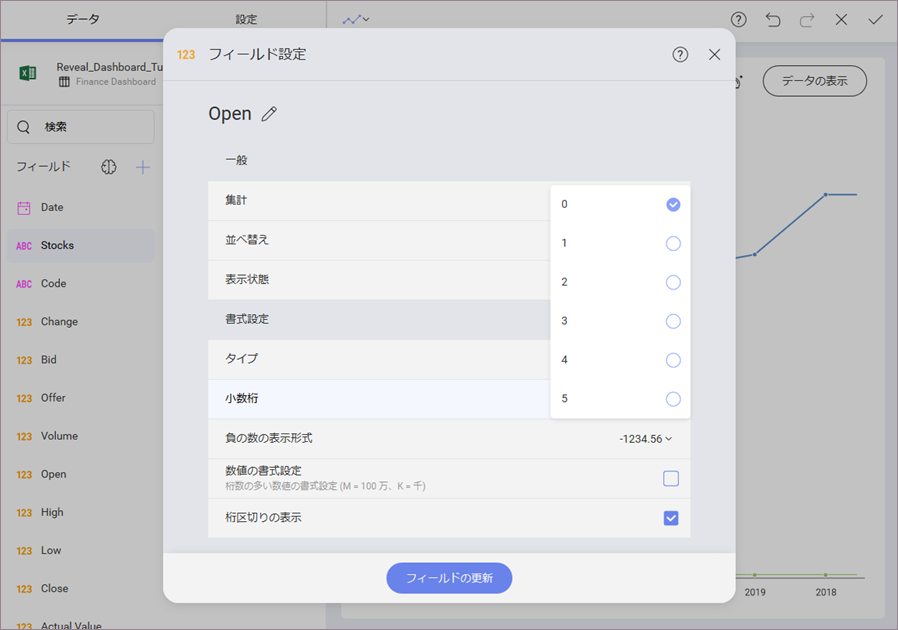 データ
設定
Reveal_Dashboard_Tu
Finance Dashboard
検索
フィールド
Date
ABC Stocks
ABC Code
123 Change
123 Bid
123 Offer
123 Volume
123 Open
123 High
123 Low
123 Close
123 Actual Value
123 フィールド設定
Open
一般
集計
並べ替え
表示状態
書式設定
タイプ
小数桁
0
1
2
3
4
5
負の数の表示形式
-1234.56
数値の書式設定
桁数の多い数値の書式設定 (M = 100 万、K = 千)
桁区切りの表示
フィールドの更新
データの表示
2019
2018